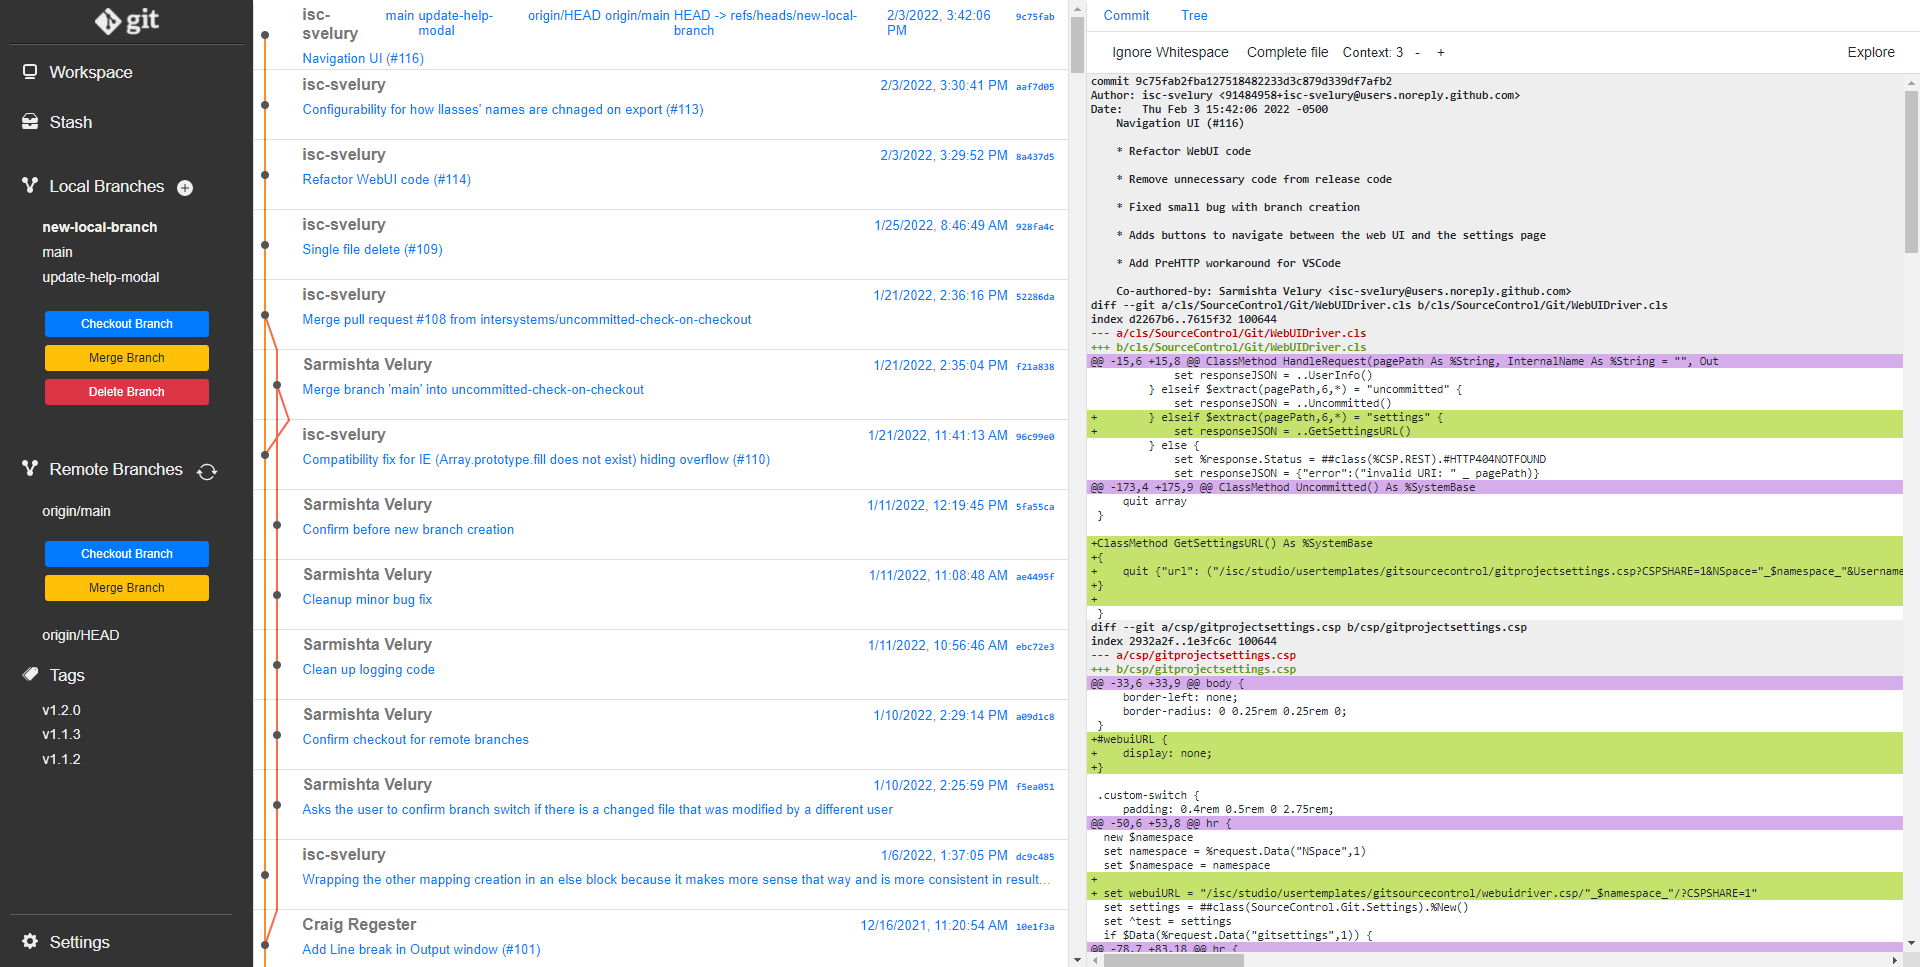 git
Workspace
Stash
Local Branches
new-local-branch
main
update-help-modal
Checkout Branch
Merge Branch
Delete Branch
Remote Branches
origin/main
Checkout Branch
Merge Branch
origin/HEAD
Tags
v1.2.0
v1.1.3
v1.1.2
Settings
isc-svelury main update-help-modal origin/HEAD origin/main HEAD -> refs/heads/new-local-branch 2/3/2022, 3:42:06 PM 9c75fab
Navigation UI (#116)
isc-svelury 2/3/2022, 3:30:41 PM aaf7d05
Configurability for how llasses' names are chnaged on export (#113)
isc-svelury 2/3/2022, 3:29:52 PM 8a437d5
Refactor WebUI code (#114)
isc-svelury 1/25/2022, 8:46:49 AM 928fa4c
Single file delete (#109)
isc-svelury 1/21/2022, 2:36:16 PM 52286da
Merge pull request #108 from intersystems/uncommitted-check-on-checkout
Sarmishta Velury 1/21/2022, 2:35:04 PM f21a838
Merge branch 'main' into uncommitted-check-on-checkout
isc-svelury 1/21/2022, 11:41:13 AM 96c99e0
Compatibility fix for IE (Array.prototype.fill does not exist) hiding overflow (#110)
Sarmishta Velury 1/11/2022, 12:19:45 PM 5fa55ca
Confirm before new branch creation
Sarmishta Velury 1/11/2022, 11:08:48 AM ae4495f
Cleanup minor bug fix
Sarmishta Velury 1/11/2022, 10:56:46 AM ebc72e3
Clean up logging code
Sarmishta Velury 1/10/2022, 2:29:14 PM a09d1c8
Confirm checkout for remote branches
Sarmishta Velury 1/10/2022, 2:25:59 PM f5ea051
Asks the user to confirm branch switch if there is a changed file that was modified by a different user
isc-svelury 1/6/2022, 1:37:05 PM dc9c485
Wrapping the other mapping creation in an else block because it makes more sense that way and is more consistent in result...
Craig Regester 12/16/2021, 11:20:54 AM 10e1f3a
Add Line break in Output window (#101)
Commit Tree
Ignore Whitespace Complete file Context: 3 - + Explore
commit 9c75fab2fba127518482233d3c879d339df7afb2
Author: isc-svelury <91484958+isc-svelury@users.noreply.github.com>
Date:   Thu Feb 3 15:42:06 2022 -0500
Navigation UI (#116)
* Refactor WebUI code
* Remove unnecessary code from release code
* Fixed small bug with branch creation
* Adds buttons to navigate between the web UI and the settings page
* Add PreHTTP workaround for VSCode
Co-authored-by: Sarmishta Velury <isc-svelury@users.noreply.github.com>
diff --git a/cls/SourceControl/Git/WebUIDriver.cls b/cls/SourceControl/Git/WebUIDriver.cls
index d2267b6..7615f32 100644
--- a/cls/SourceControl/Git/WebUIDriver.cls
+++ b/cls/SourceControl/Git/WebUIDriver.cls
@@ -15,6 +15,8 @@ ClassMethod HandleRequest(pagePath As %String, InternalName As %String = "", Out
set responseJSON = ..UserInfo()
} elseif $extract(pagePath,6,*) = "uncommitted" {
set responseJSON = ..Uncommitted()
+ } elseif $extract(pagePath,6,*) = "settings" {
+ set responseJSON = ..GetSettingsURL()
} else {
set %response.Status = ##class(%CSP.REST).#HTTP404NOTFOUND
set responseJSON = {"error":("invalid URI: " _ pagePath)}
@@ -173,4 +175,9 @@ ClassMethod Uncommitted() As %SystemBase
quit array
}
+ClassMethod GetSettingsURL() As %SystemBase
+{
+ quit {"url": ("/isc/studio/usertemplates/gitsourcecontrol/gitprojectsettings.csp?CSPSHARE=1&NSpace="_$namespace_"&Username
+}
+
}
diff --git a/csp/gitprojectsettings.csp b/csp/gitprojectsettings.csp
index 2932a2f..1e3fc6c 100644
--- a/csp/gitprojectsettings.csp
+++ b/csp/gitprojectsettings.csp
@@ -33,6 +33,9 @@ body {
border-left: none;
border-radius: 0 0.25rem 0.25rem 0;
}
+#webuiURL {
+ display: none;
+}
.custom-switch {
padding: 0.4rem 0.5rem 0 2.75rem;
@@ -50,6 +53,8 @@ hr {
new $namespace
set namespace = %request.Data("NSpace",1)
set $namespace = namespace
+
+ set webuiURL = "/isc/studio/usertemplates/gitsourcecontrol/webuidriver.csp/"_$namespace_"/?CSPSHARE=1"
set settings = ##class(SourceControl.Git.Settings).%New()
set ^test = settings
if $Data(%request.Data("gitsettings",1)) {
@@ -78,7 +83,18 @@ hr {